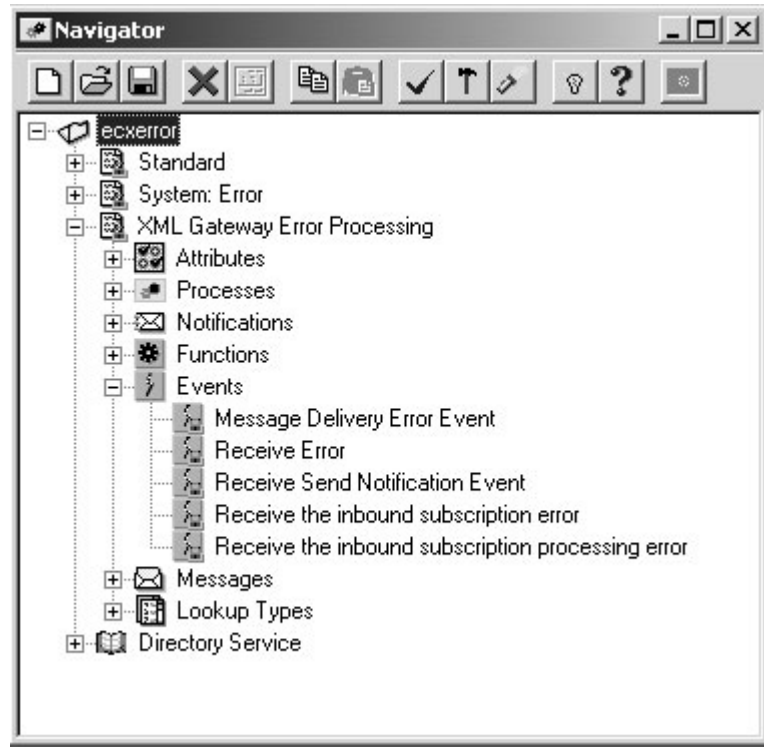 Navigator
ecxerror
Standard
System: Error
XML Gateway Error Processing
Attributes
Processes
Notifications
Functions
Events
Message Delivery Error Event
Receive Error
Receive Send Notification Event
Receive the inbound subscription error
Receive the inbound subscription processing error
Messages
Lookup Types
Directory Service